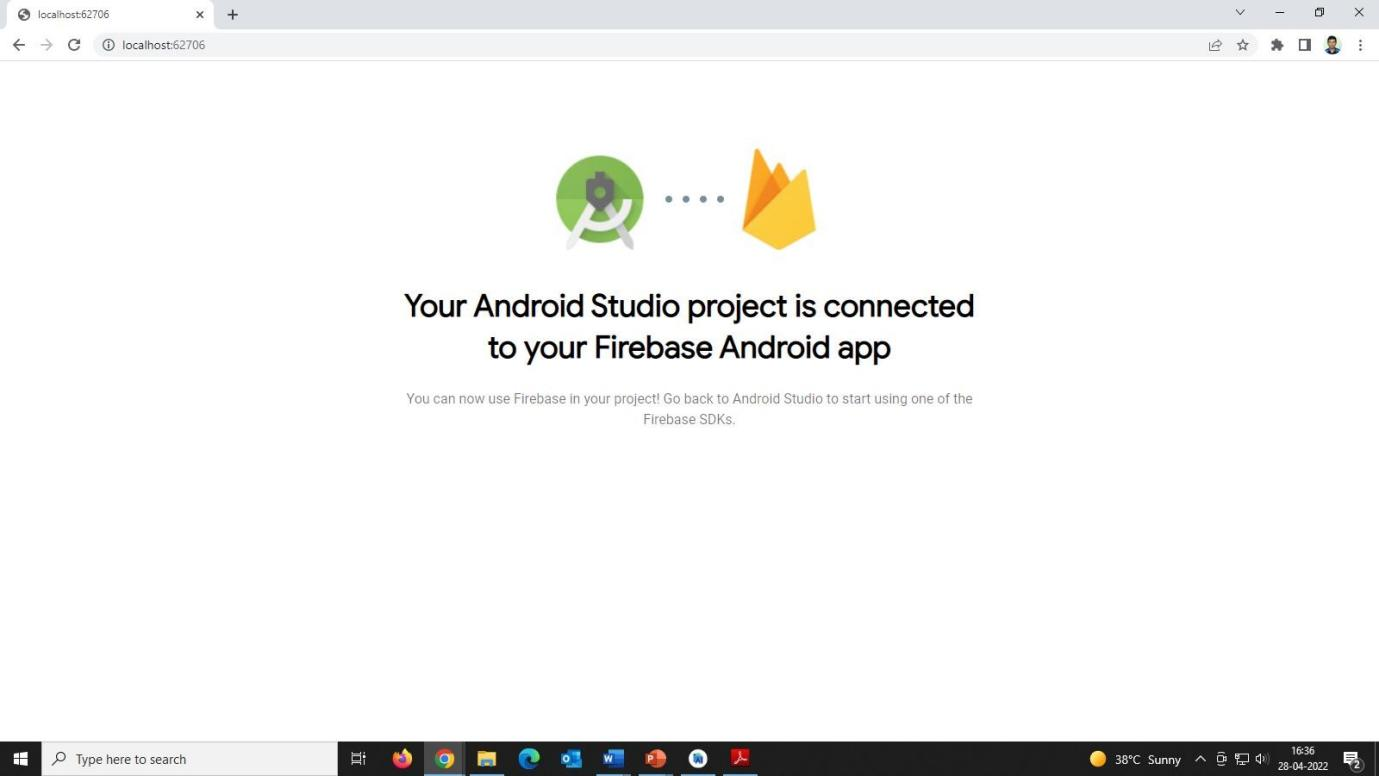 localhost:62706
localhost:62706
Your Android Studio project is connected
to your Firebase Android app
You can now use Firebase in your project! Go back to Android Studio to start using one of the
Firebase SDKs.
Type here to search
38°C Sunny
16:36
28-04-2022
2